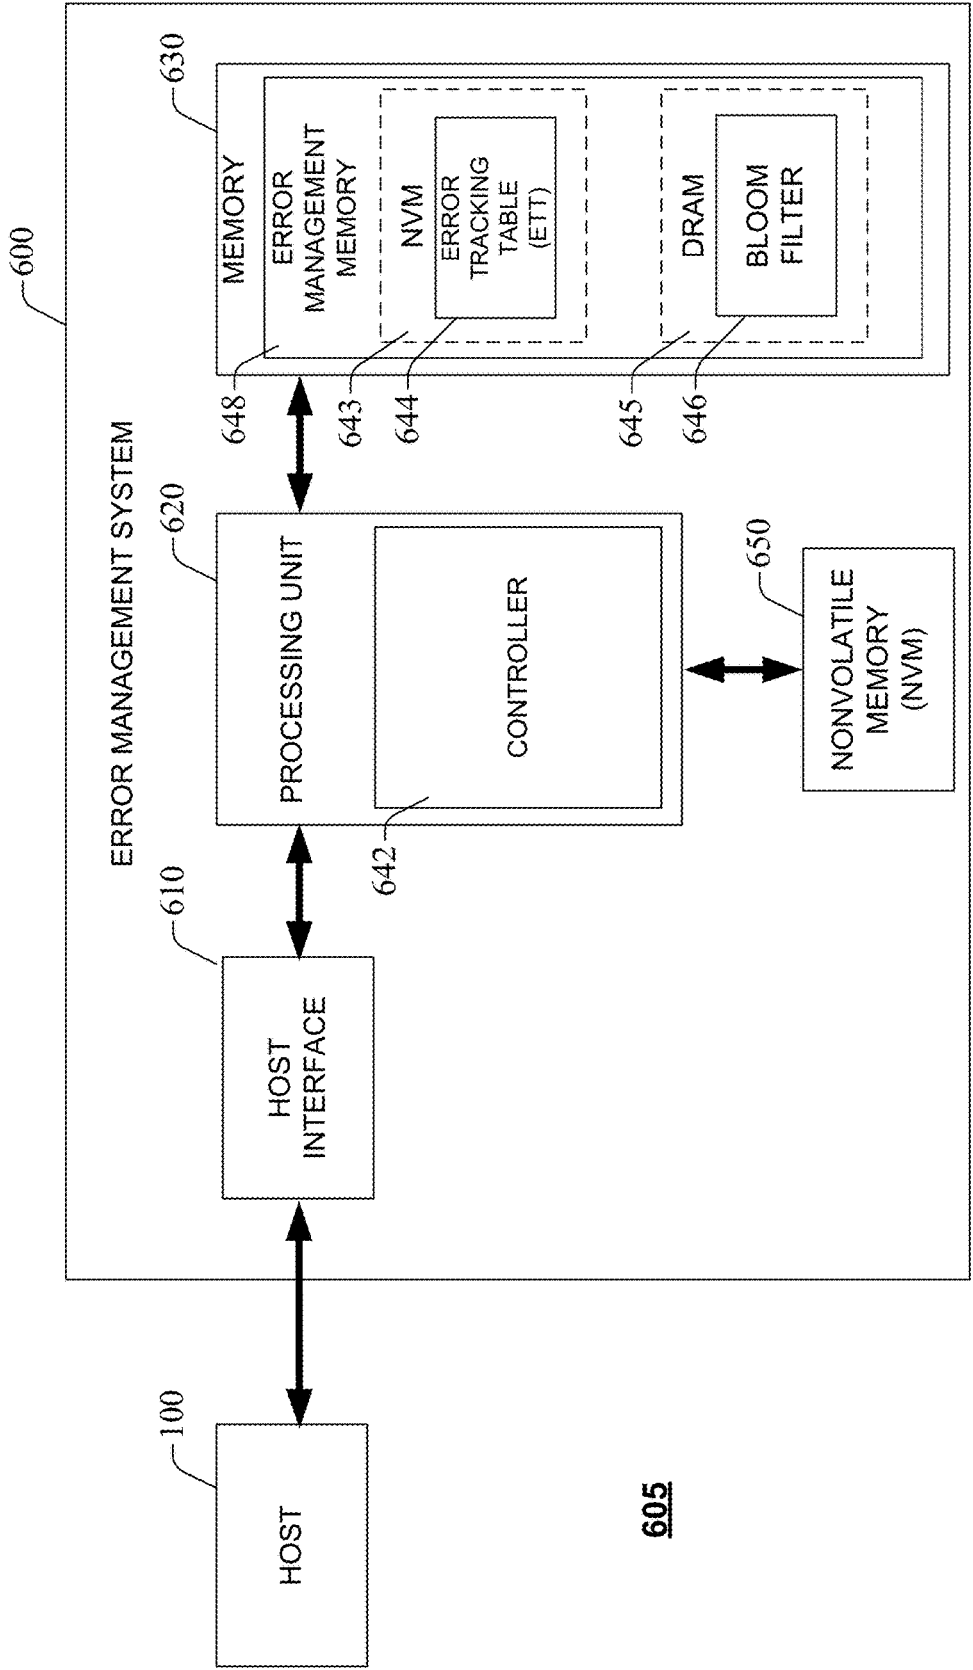 600
ERROR MANAGEMENT SYSTEM
100
HOST
610
HOST
INTERFACE
620
PROCESSING UNIT
642
CONTROLLER
630
MEMORY
648
ERROR
MANAGEMENT
MEMORY
643
NVM
644
ERROR
TRACKING
TABLE
(ETT)
645
DRAM
646
BLOOM
FILTER
650
NONVOLATILE
MEMORY
(NVM)
605